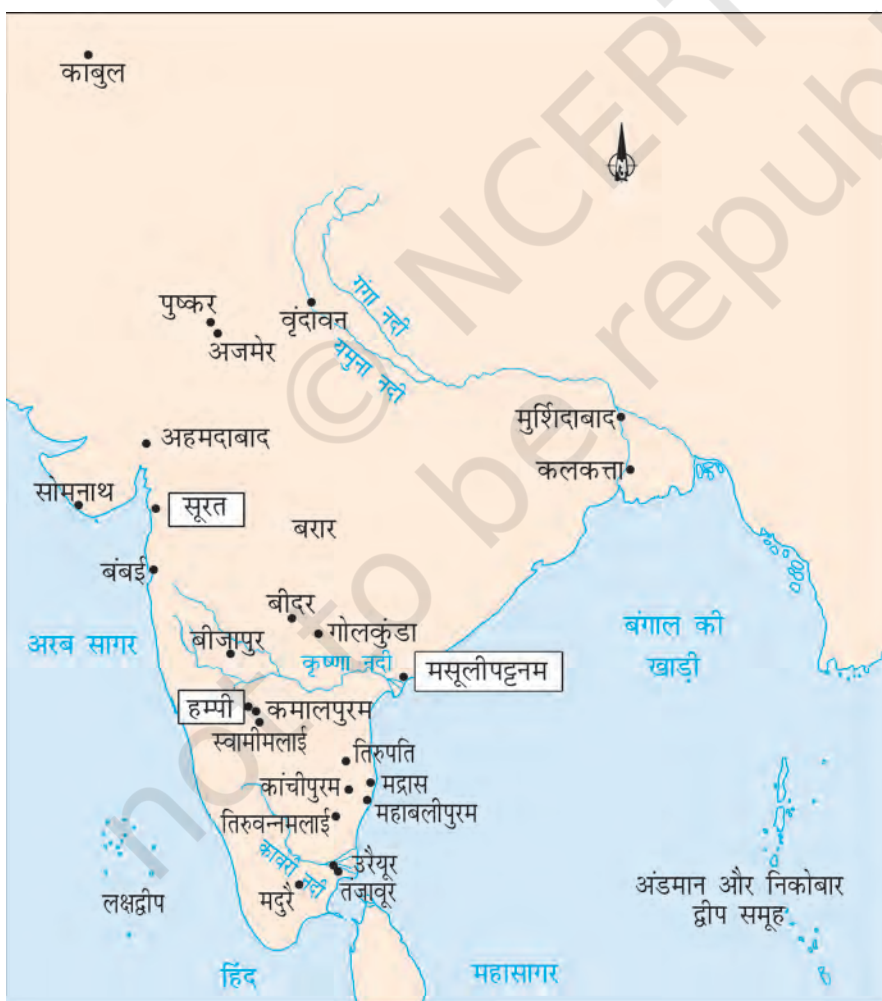 काबुल
© NCERT
not to be republ
N
पुष्कर
अजमेर
वृंदावन
गंगा नदी
यमुना नदी
मुर्शिदाबाद
कलकत्ता
अहमदाबाद
सोमनाथ
सूरत
बरार
बंबई
बीदर
गोलकुंडा
बीजापुर
कृष्णा नदी
मसूलीपट्टनम
अरब सागर
बंगाल की
खाड़ी
हम्पी
कमालपुरम
स्वामीमलाई
तिरुपति
कांचीपुरम
मद्रास
महाबलीपुरम
तिरुवन्नमलाई
कावेरी नदी
उरैयूर
तंजावूर
मदुरै
लक्षद्वीप
अंडमान और निकोबार
द्वीप समूह
हिंद
महासागर